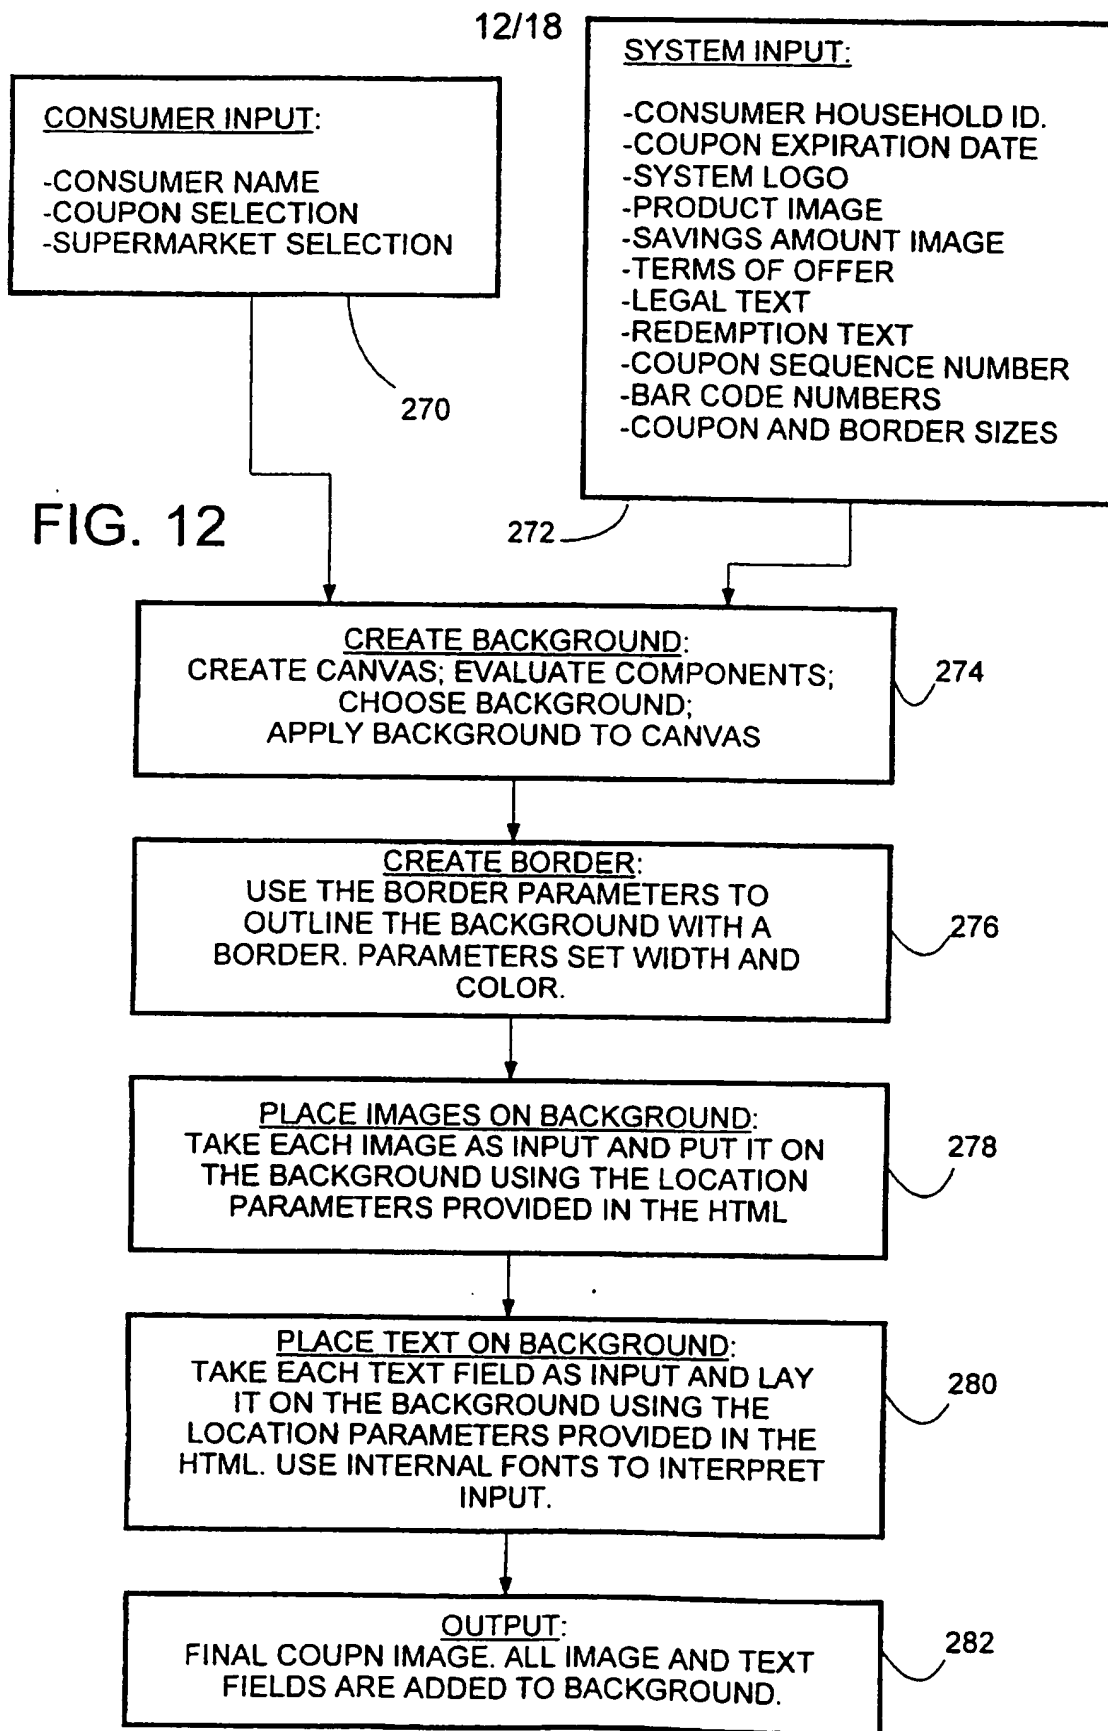 12/18
CONSUMER INPUT:
-CONSUMER NAME
-COUPON SELECTION
-SUPERMARKET SELECTION
270
SYSTEM INPUT:
-CONSUMER HOUSEHOLD ID.
-COUPON EXPIRATION DATE
-SYSTEM LOGO
-PRODUCT IMAGE
-SAVINGS AMOUNT IMAGE
-TERMS OF OFFER
-LEGAL TEXT
-REDEMPTION TEXT
-COUPON SEQUENCE NUMBER
-BAR CODE NUMBERS
-COUPON AND BORDER SIZES
272
FIG. 12
CREATE BACKGROUND:
CREATE CANVAS; EVALUATE COMPONENTS;
CHOOSE BACKGROUND;
APPLY BACKGROUND TO CANVAS
274
CREATE BORDER:
USE THE BORDER PARAMETERS TO
OUTLINE THE BACKGROUND WITH A
BORDER. PARAMETERS SET WIDTH AND
COLOR.
276
PLACE IMAGES ON BACKGROUND:
TAKE EACH IMAGE AS INPUT AND PUT IT ON
THE BACKGROUND USING THE LOCATION
PARAMETERS PROVIDED IN THE HTML
278
PLACE TEXT ON BACKGROUND:
TAKE EACH TEXT FIELD AS INPUT AND LAY
IT ON THE BACKGROUND USING THE
LOCATION PARAMETERS PROVIDED IN THE
HTML. USE INTERNAL FONTS TO INTERPRET
INPUT.
280
OUTPUT:
FINAL COUPN IMAGE. ALL IMAGE AND TEXT
FIELDS ARE ADDED TO BACKGROUND.
282